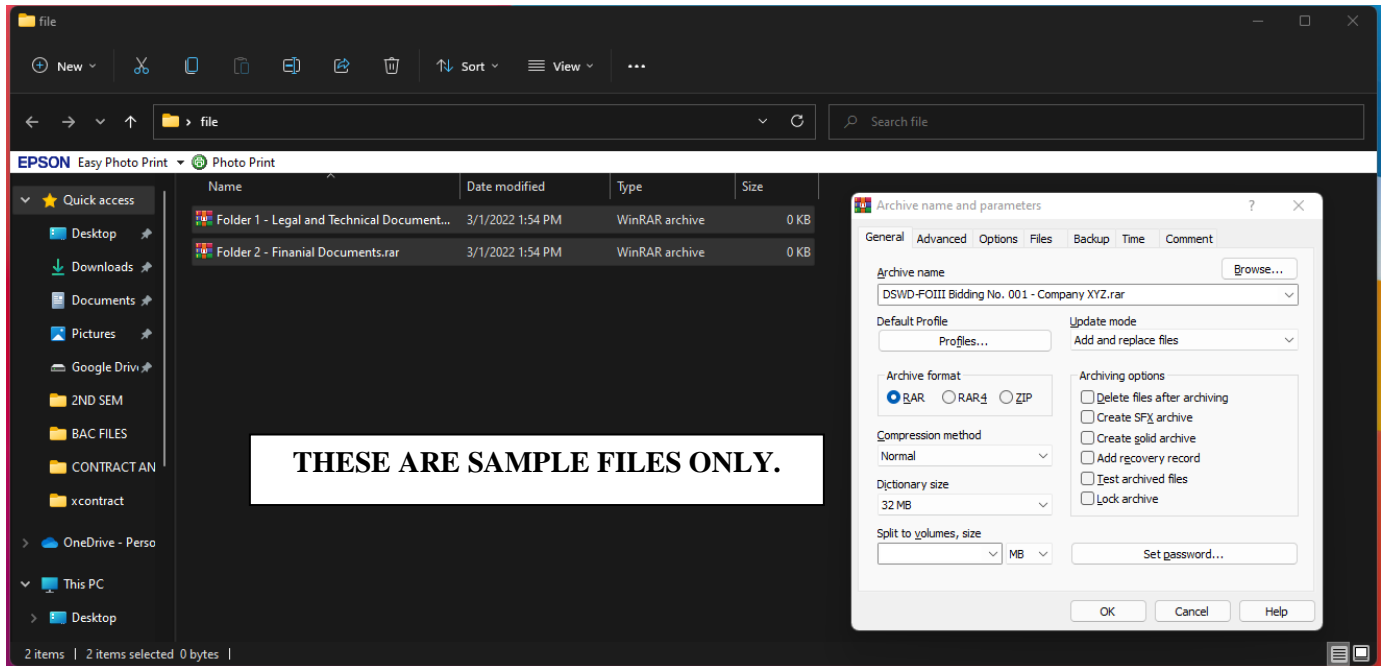 file
New
Sort
View
file
Search file
EPSON Easy Photo Print
Photo Print
Name
Date modified
Type
Size
Quick access
Desktop
Downloads
Documents
Pictures
Google Driv
2ND SEM
BAC FILES
CONTRACT AN
xcontract
OneDrive - Perso
This PC
Desktop
Folder 1 - Legal and Technical Document... 3/1/2022 1:54 PM WinRAR archive 0 KB
Folder 2 - Finanial Documents.rar 3/1/2022 1:54 PM WinRAR archive 0 KB
THESE ARE SAMPLE FILES ONLY.
Archive name and parameters ?
General Advanced Options Files Backup Time Comment
Archive name
Browse...
DSWD-FOIII Bidding No. 001 - Company XYZ.rar
Default Profile
Profiles...
Update mode
Add and replace files
Archive format
RAR RAR4 ZIP
Compression method
Normal
Dictionary size
32 MB
Split to volumes, size
MB
Archiving options
Delete files after archiving
Create SFX archive
Create solid archive
Add recovery record
Test archived files
Lock archive
Set password...
OK Cancel Help
2 items | 2 items selected 0 bytes |